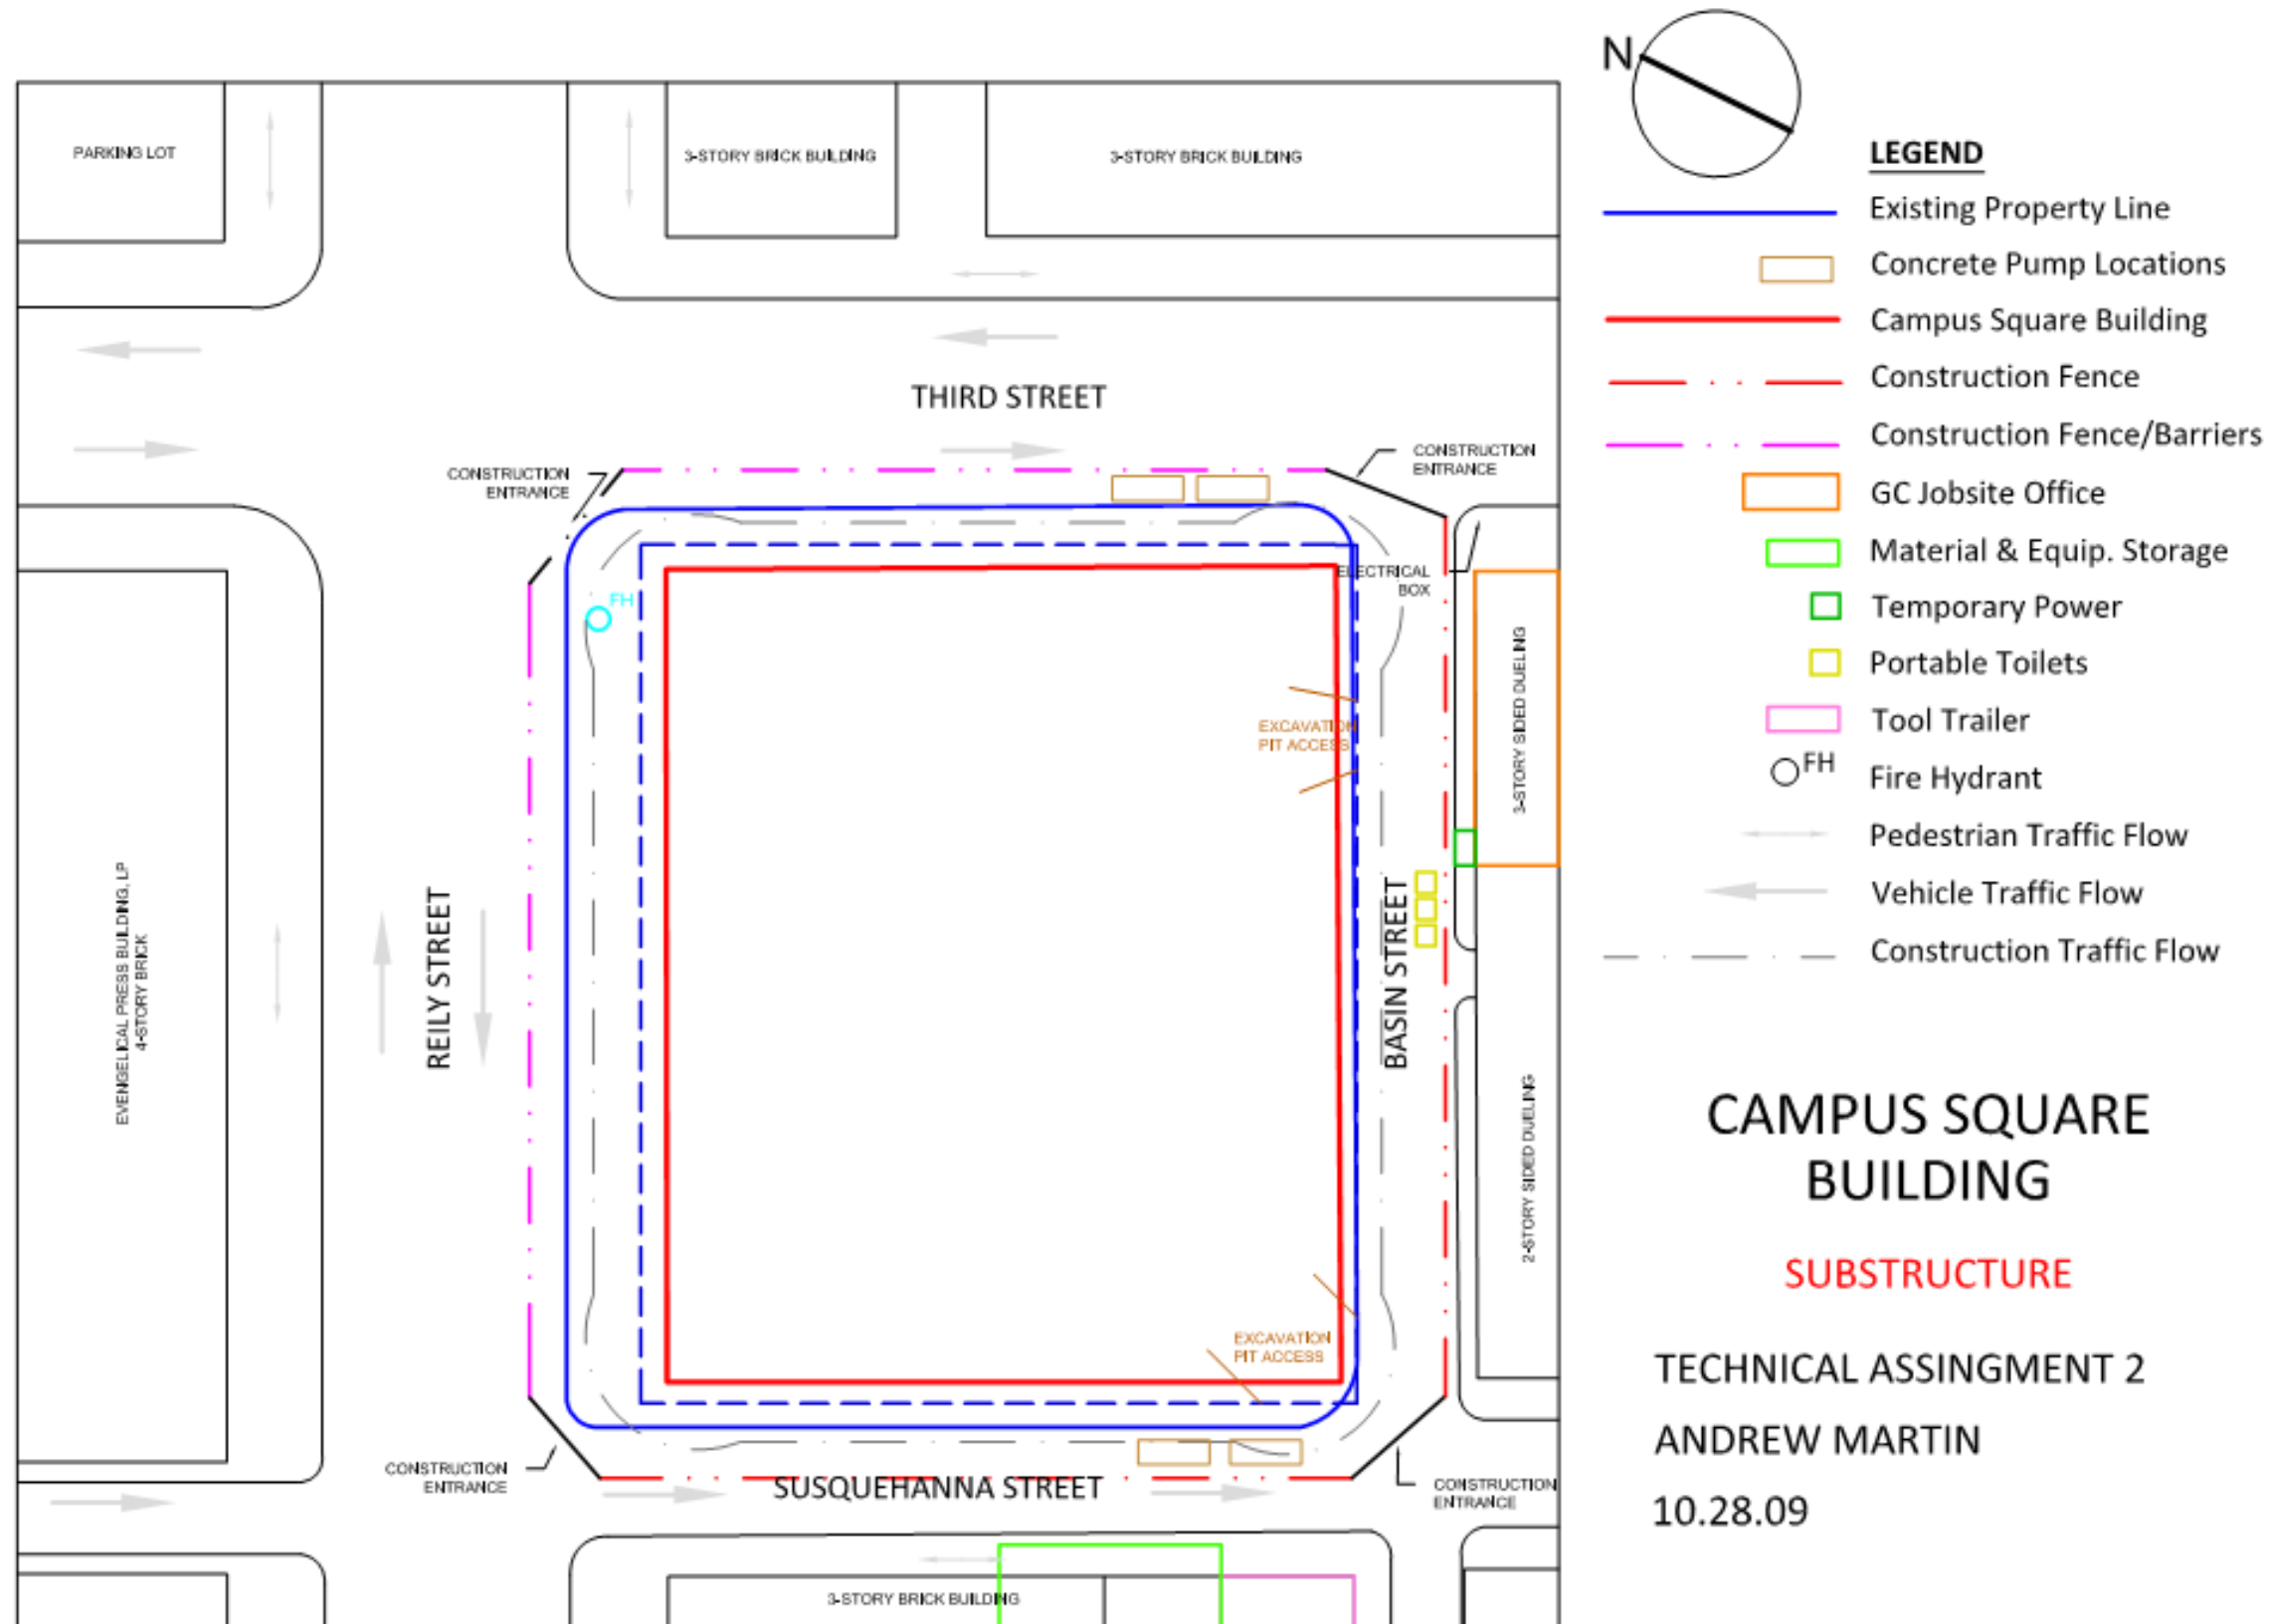 N
PARKING LOT
3-STORY BRICK BUILDING
3-STORY BRICK BUILDING
THIRD STREET
CONSTRUCTION
ENTRANCE
CONSTRUCTION
ENTRANCE
ELECTRICAL
BOX
FH
EXCAVATION
PIT ACCESS
3-STORY SIDED DUELING
EVENGELICAL PRESS BUILDING, LP
4-STORY BRICK
REILY STREET
BASIN STREET
2-STORY SIDED DUELING
EXCAVATION
PIT ACCESS
CONSTRUCTION
ENTRANCE
SUSQUEHANNA STREET
CONSTRUCTION
ENTRANCE
3-STORY BRICK BUILDING
LEGEND
Existing Property Line
Concrete Pump Locations
Campus Square Building
Construction Fence
Construction Fence/Barriers
GC Jobsite Office
Material & Equip. Storage
Temporary Power
Portable Toilets
Tool Trailer
FH
Fire Hydrant
Pedestrian Traffic Flow
Vehicle Traffic Flow
Construction Traffic Flow
CAMPUS SQUARE
BUILDING
SUBSTRUCTURE
TECHNICAL ASSINGMENT 2
ANDREW MARTIN
10.28.09